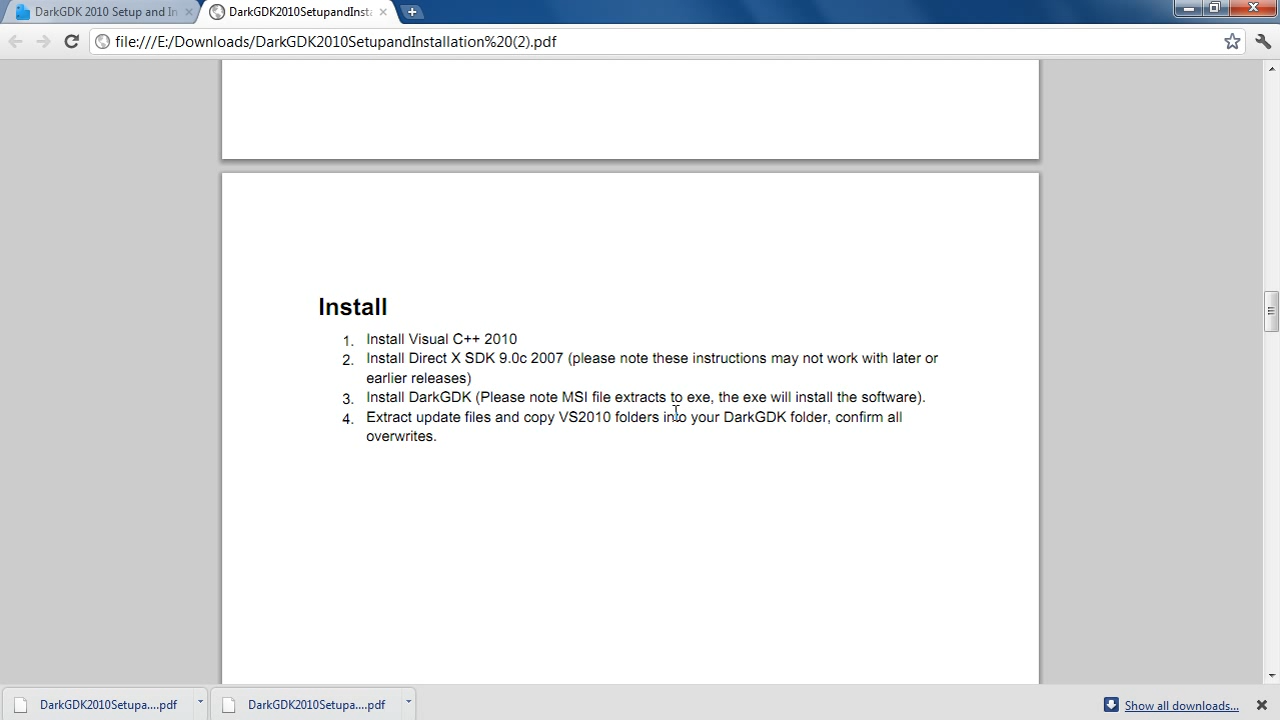 DarkGDK 2010 Setup and In
DarkGDK2010SetupandInsta
file:///E:/Downloads/DarkGDK2010SetupandInstallation%20(2).pdf
Install
1. Install Visual C++ 2010
2. Install Direct X SDK 9.0c 2007 (please note these instructions may not work with later or
earlier releases)
3. Install DarkGDK (Please note MSI file extracts to exe, the exe will install the software).
4. Extract update files and copy VS2010 folders into your DarkGDK folder, confirm all
overwrites.
DarkGDK2010Setupa....pdf
DarkGDK2010Setupa....pdf
Show all downloads...